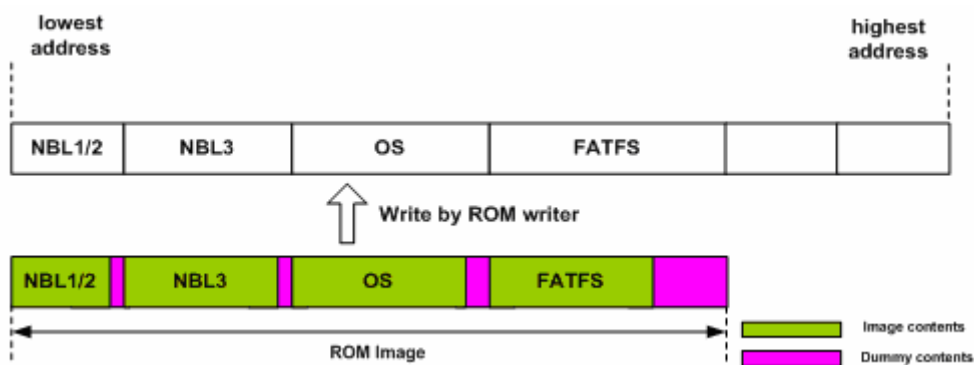 lowest
address
highest
address
NBL1/2 NBL3 OS FATFS
Write by ROM writer
NBL1/2 NBL3 OS FATFS
ROM Image
Image contents
Dummy contents